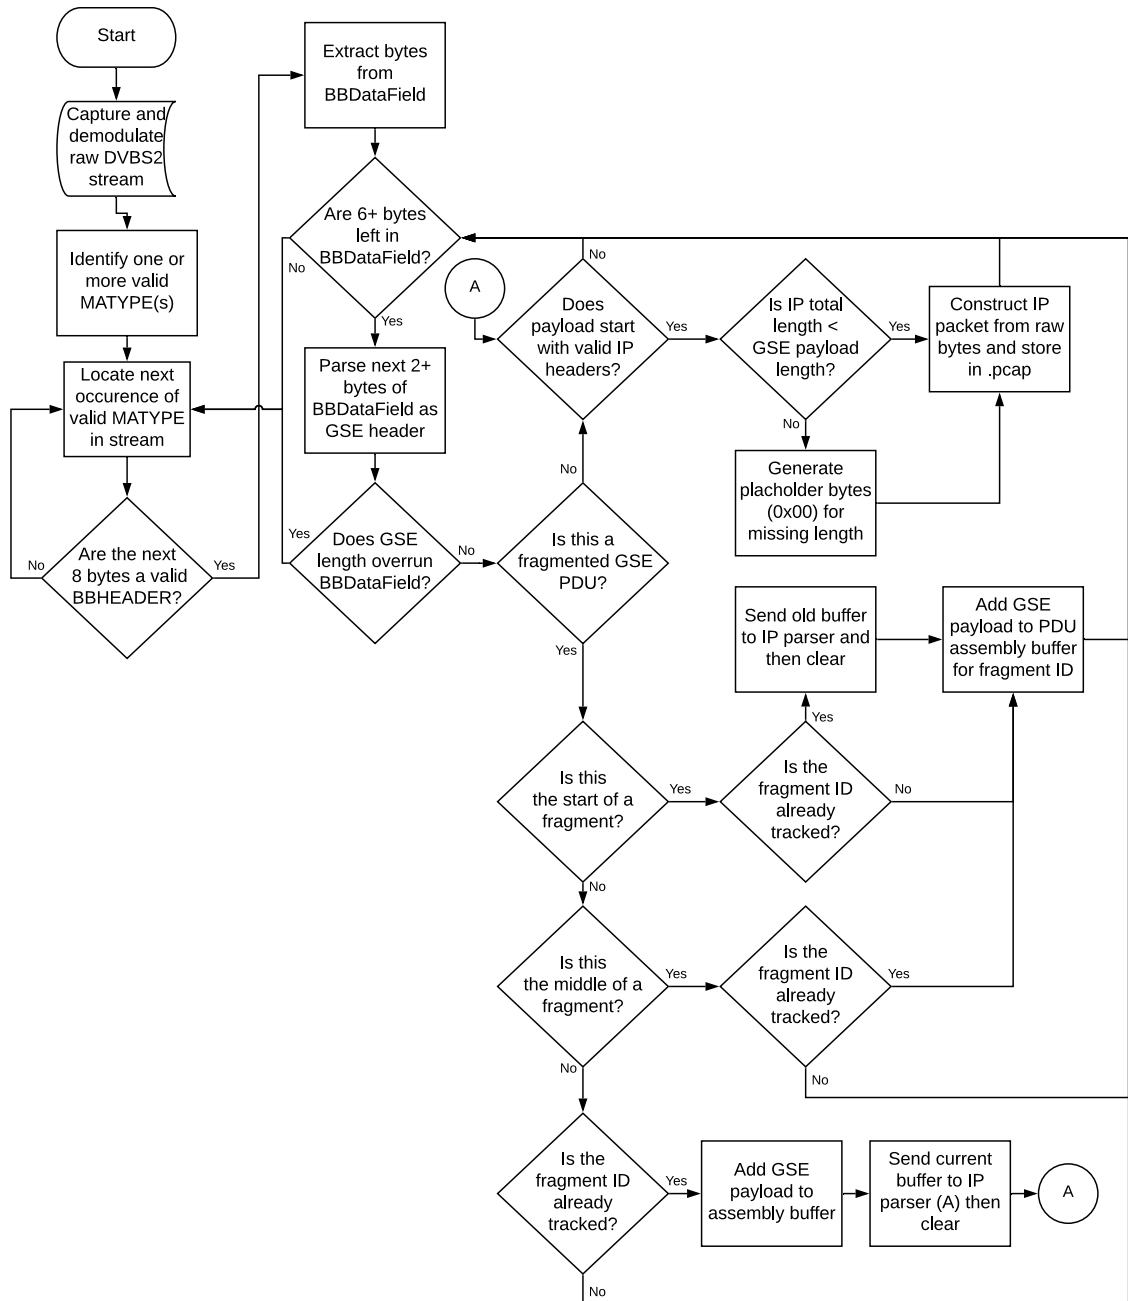 Start
Capture and
demodulate
raw DVBS2
stream
Identify one or
more valid
MATYPE(s)
Locate next
occurence of
valid MATYPE
in stream
Are the next
8 bytes a valid
BBHEADER?
No
Yes
Extract bytes
from
BBDataField
Are 6+ bytes
left in
BBDataField?
No
Yes
Parse next 2+
bytes of
BBDataField as
GSE header
Does GSE
length overrun
BBDataField?
Yes
No
Is this a
fragmented GSE
PDU?
No
Yes
A
Does
payload start
with valid IP
headers?
No
Yes
Is IP total
length <
GSE payload
length?
Yes
No
Construct IP
packet from raw
bytes and store
in .pcap
Generate
placholder bytes
(0x00) for
missing length
Send old buffer
to IP parser and
then clear
Add GSE
payload to PDU
assembly buffer
for fragment ID
Is this
the start of a
fragment?
Yes
No
Is the
fragment ID
already
tracked?
Yes
No
Is this
the middle of a
fragment?
Yes
No
Is the
fragment ID
already
tracked?
Yes
No
Is the
fragment ID
already
tracked?
Yes
No
Add GSE
payload to
assembly buffer
Send current
buffer to IP
parser (A) then
clear
A